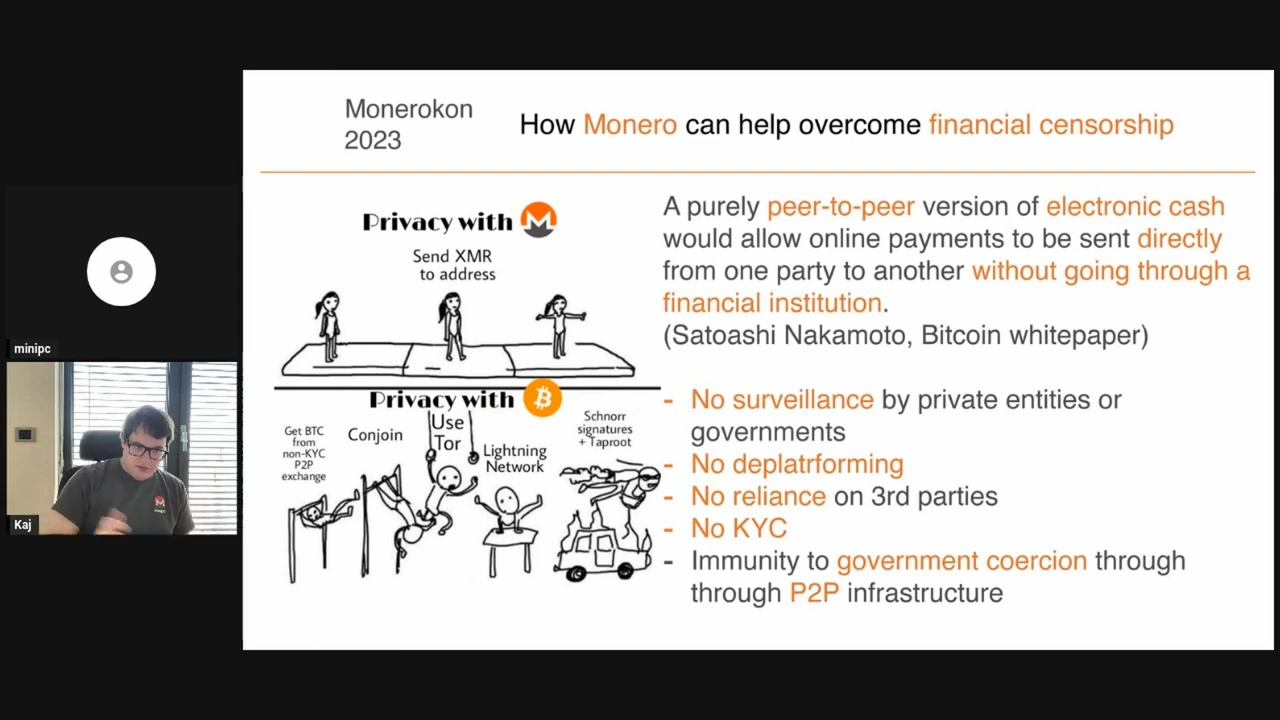 Monerokon
2023
How Monero can help overcome financial censorship
Privacy with
Send XMR
to address
Privacy with
Get BTC
from
non-KYC
P2P
exchange
Conjoin
Use
Tor
Lightning
Network
Schnorr
signatures
+ Taproot
A purely peer-to-peer version of electronic cash
would allow online payments to be sent directly
from one party to another without going through a
financial institution.
(Satoashi Nakamoto, Bitcoin whitepaper)
- No surveillance by private entities or
governments
- No deplatrforming
- No reliance on 3rd parties
- No KYC
- Immunity to government coercion through
through P2P infrastructure
minipc
Kaj